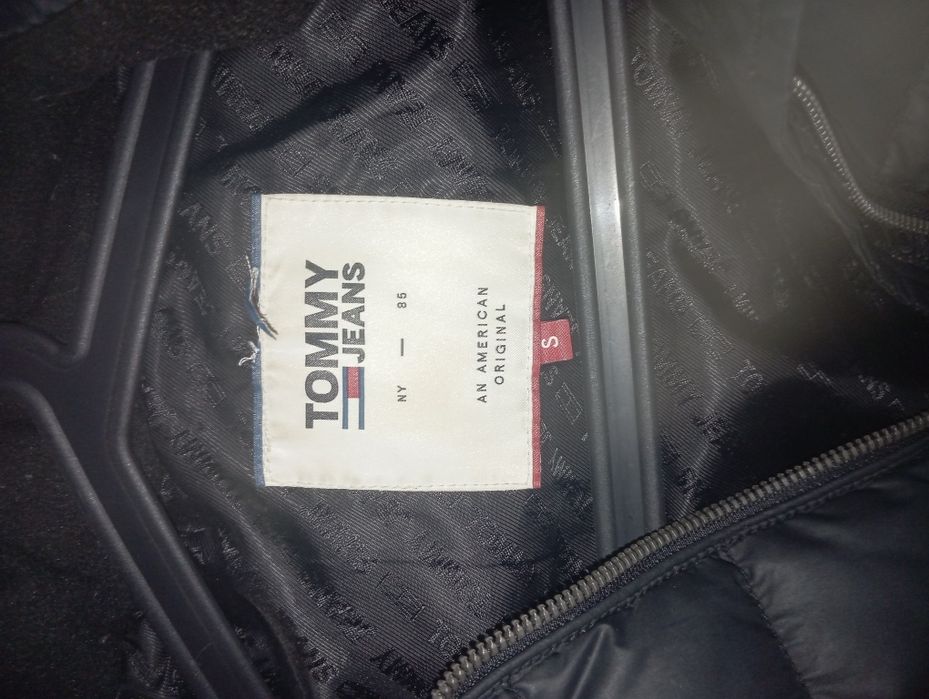 TOMMY
JEANS
NY — 85
AN AMERICAN
ORIGINAL
S